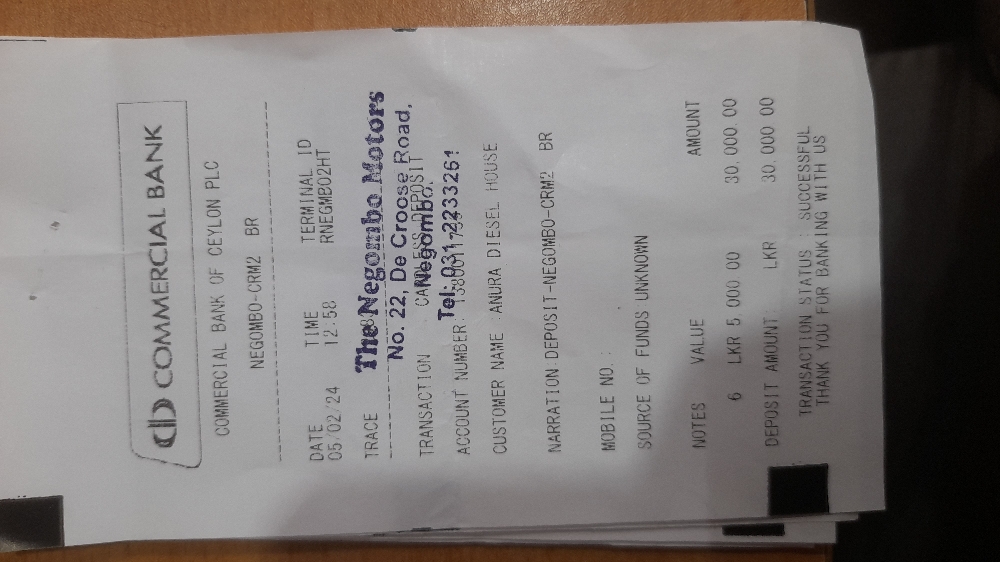 COMMERCIAL BANK
COMMERCIAL BANK OF CEYLON PLC
NEGOMBO-CRM2 BR
DATE TIME TERMINAL ID
05/02/24 12:58 RNEGMB02HT
TRACE
The Negombo Motors
No. 22, De Croose Road,
Negombo.
Tel: 031-2233261
TRANSACTION CARDLESS DEPOSIT
ACCOUNT NUMBER:
CUSTOMER NAME : ANURA DIESEL HOUSE
NARRATION DEPOSIT-NEGOMBO-CRM2 BR
MOBILE NO. :
SOURCE OF FUNDS UNKNOWN
NOTES VALUE AMOUNT
6 LKR 5 000 00 30. 000 00
DEPOSIT AMOUNT: LKR 30 000 00
TRANSACTION STATUS : SUCCESSFUL
THANK YOU FOR BANKING WITH US